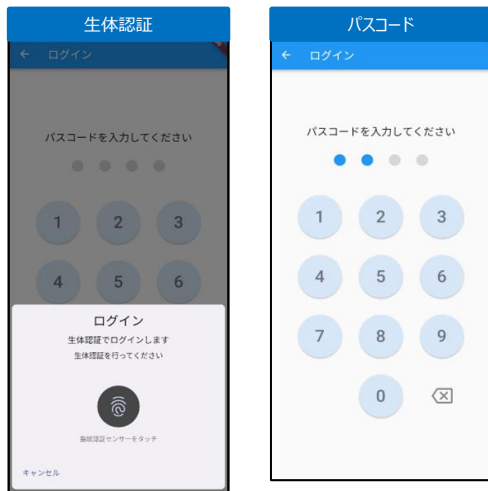 生体認証
← ログイン
パスコードを入力してください
1 2 3
4 5 6
ログイン
生体認証でログインします
生体認証を行ってください
指紋認証センサーをタッチ
キャンセル
パスコード
← ログイン
パスコードを入力してください
1 2 3
4 5 6
7 8 9
0